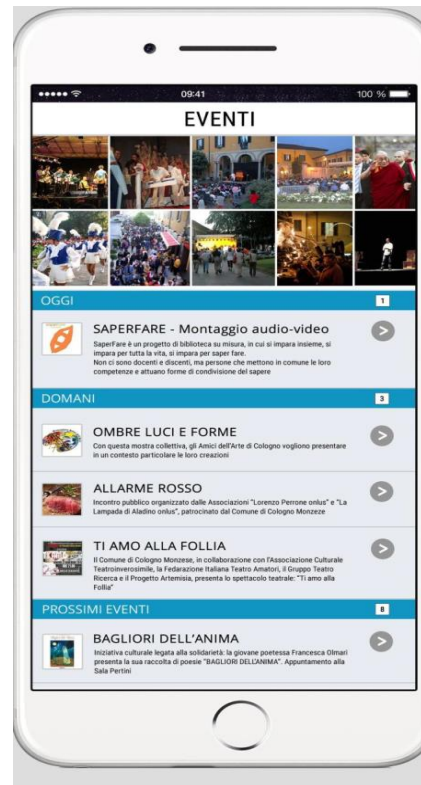 09:41
100 %
EVENTI
OGGI
1
SAPERFARE - Montaggio audio-video
SaperFare è un progetto di biblioteca su misura, in cui si impara insieme, si
impara per tutta la vita, si impara per saper fare.
Non ci sono docenti e discenti, ma persone che mettono in comune le loro
competenze e attuano forme di condivisione del sapere
DOMANI
3
OMBRE LUCI E FORME
Con questa mostra collettiva, gli Amici dell'Arte di Cologno vogliono presentare
in un contesto particolare le loro creazioni
ALLARME ROSSO
Incontro pubblico organizzato dalle Associazioni "Lorenzo Perrone onlus" e "La
Lampada di Aladino onlus", patrocinato dal Comune di Cologno Monzeze
TI AMO ALLA FOLLIA
Il Comune di Cologno Monzese, in collaborazione con l'Associazione Culturale
Teatroinverosimile, la Federazione Italiana Teatro Amatori, il Gruppo Teatro
Ricerca e il Progetto Artemisia, presenta lo spettacolo teatrale: "Ti amo alla
Follia"
PROSSIMI EVENTI
8
BAGLIORI DELL'ANIMA
Iniziativa culturale legata alla solidarietà: la giovane poetessa Francesca Olmari
presenta la sua raccolta di poesie "BAGLIORI DELL'ANIMA". Appuntamento alla
Sala Pertini